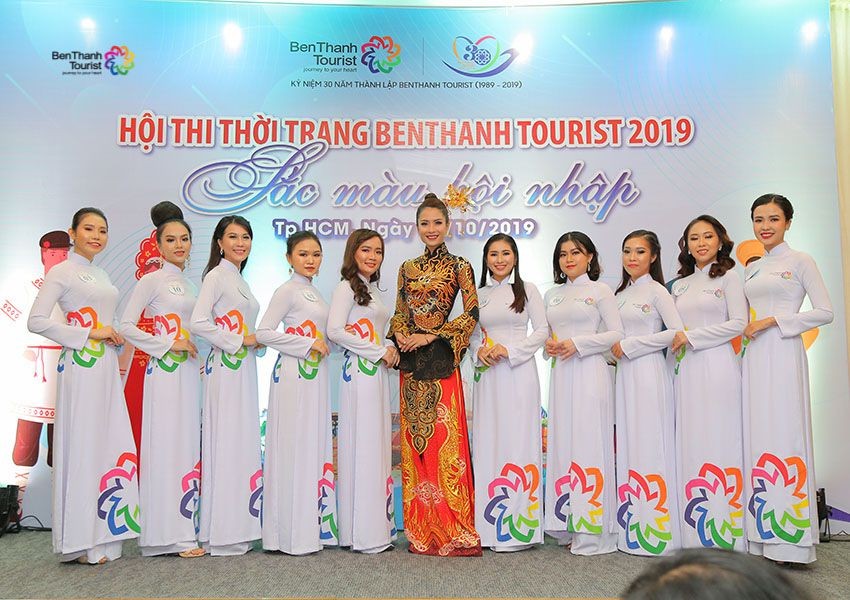 BenThanh
Tourist
journey to your heart
BenThanh
Tourist
journey to your heart
30
KỶ NIỆM 30 NĂM THÀNH LẬP BENTHANH TOURIST (1989 - 2019)
HỘI THI THỜI TRANG BENTHANH TOURIST 2019
Sắc màu hội nhập
Tp.HCM, Ngày /10/2019
10